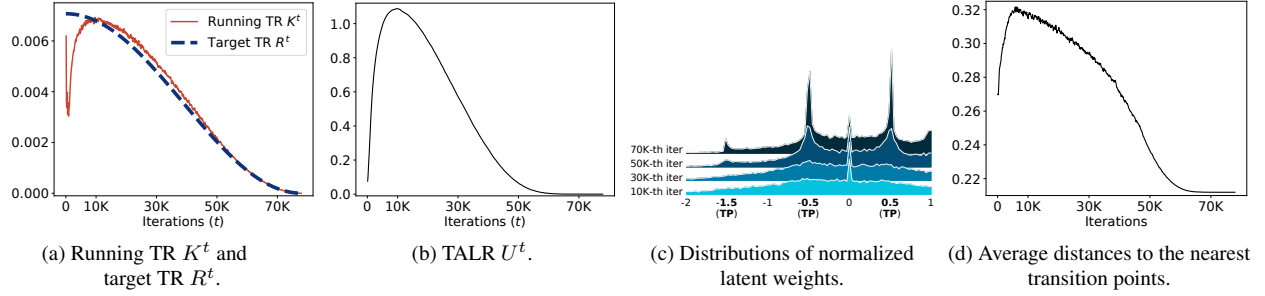 0.006
0.004
0.002
0.000
Running TR K^t
Target TR R^t
0 10K 30K 50K 70K
Iterations (t)
(a) Running TR K^t and
target TR R^t.
1.0
0.8
0.6
0.4
0.2
0.0
0 10K 30K 50K 70K
Iterations (t)
(b) TALR U^t.
70K-th iter
50K-th iter
30K-th iter
10K-th iter
-2 -1.5 -1 -0.5 0 0.5 1
(TP) (TP) (TP)
(c) Distributions of normalized
latent weights.
0.32
0.30
0.28
0.26
0.24
0.22
0 10K 30K 50K 70K
Iterations
(d) Average distances to the nearest
transition points.